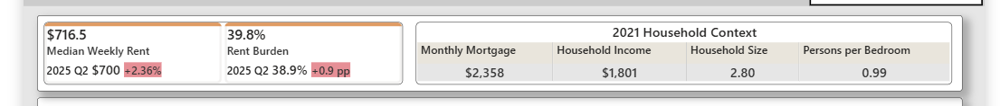 $716.5
Median Weekly Rent
2025 Q2 $700 +2.36%
39.8%
Rent Burden
2025 Q2 38.9% +0.9 pp
2021 Household Context
Monthly Mortgage Household Income Household Size Persons per Bedroom
$2,358 $1,801 2.80 0.99